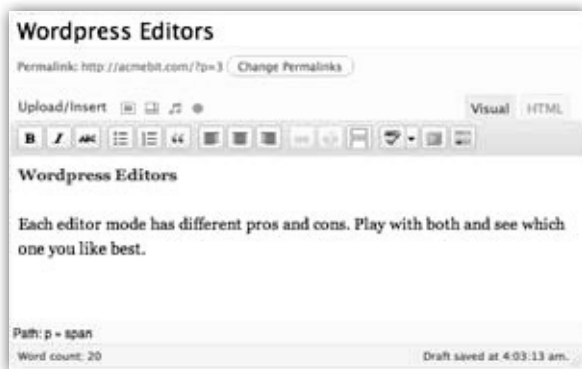 Wordpress Editors
Permalink: http://acmebit.com/?p=3 Change Permalinks
Upload/Insert Visual HTML
B I ABC
Wordpress Editors
Each editor mode has different pros and cons. Play with both and see which
one you like best.
Path: p » span
Word count: 20 Draft saved at 4:03:13 am.